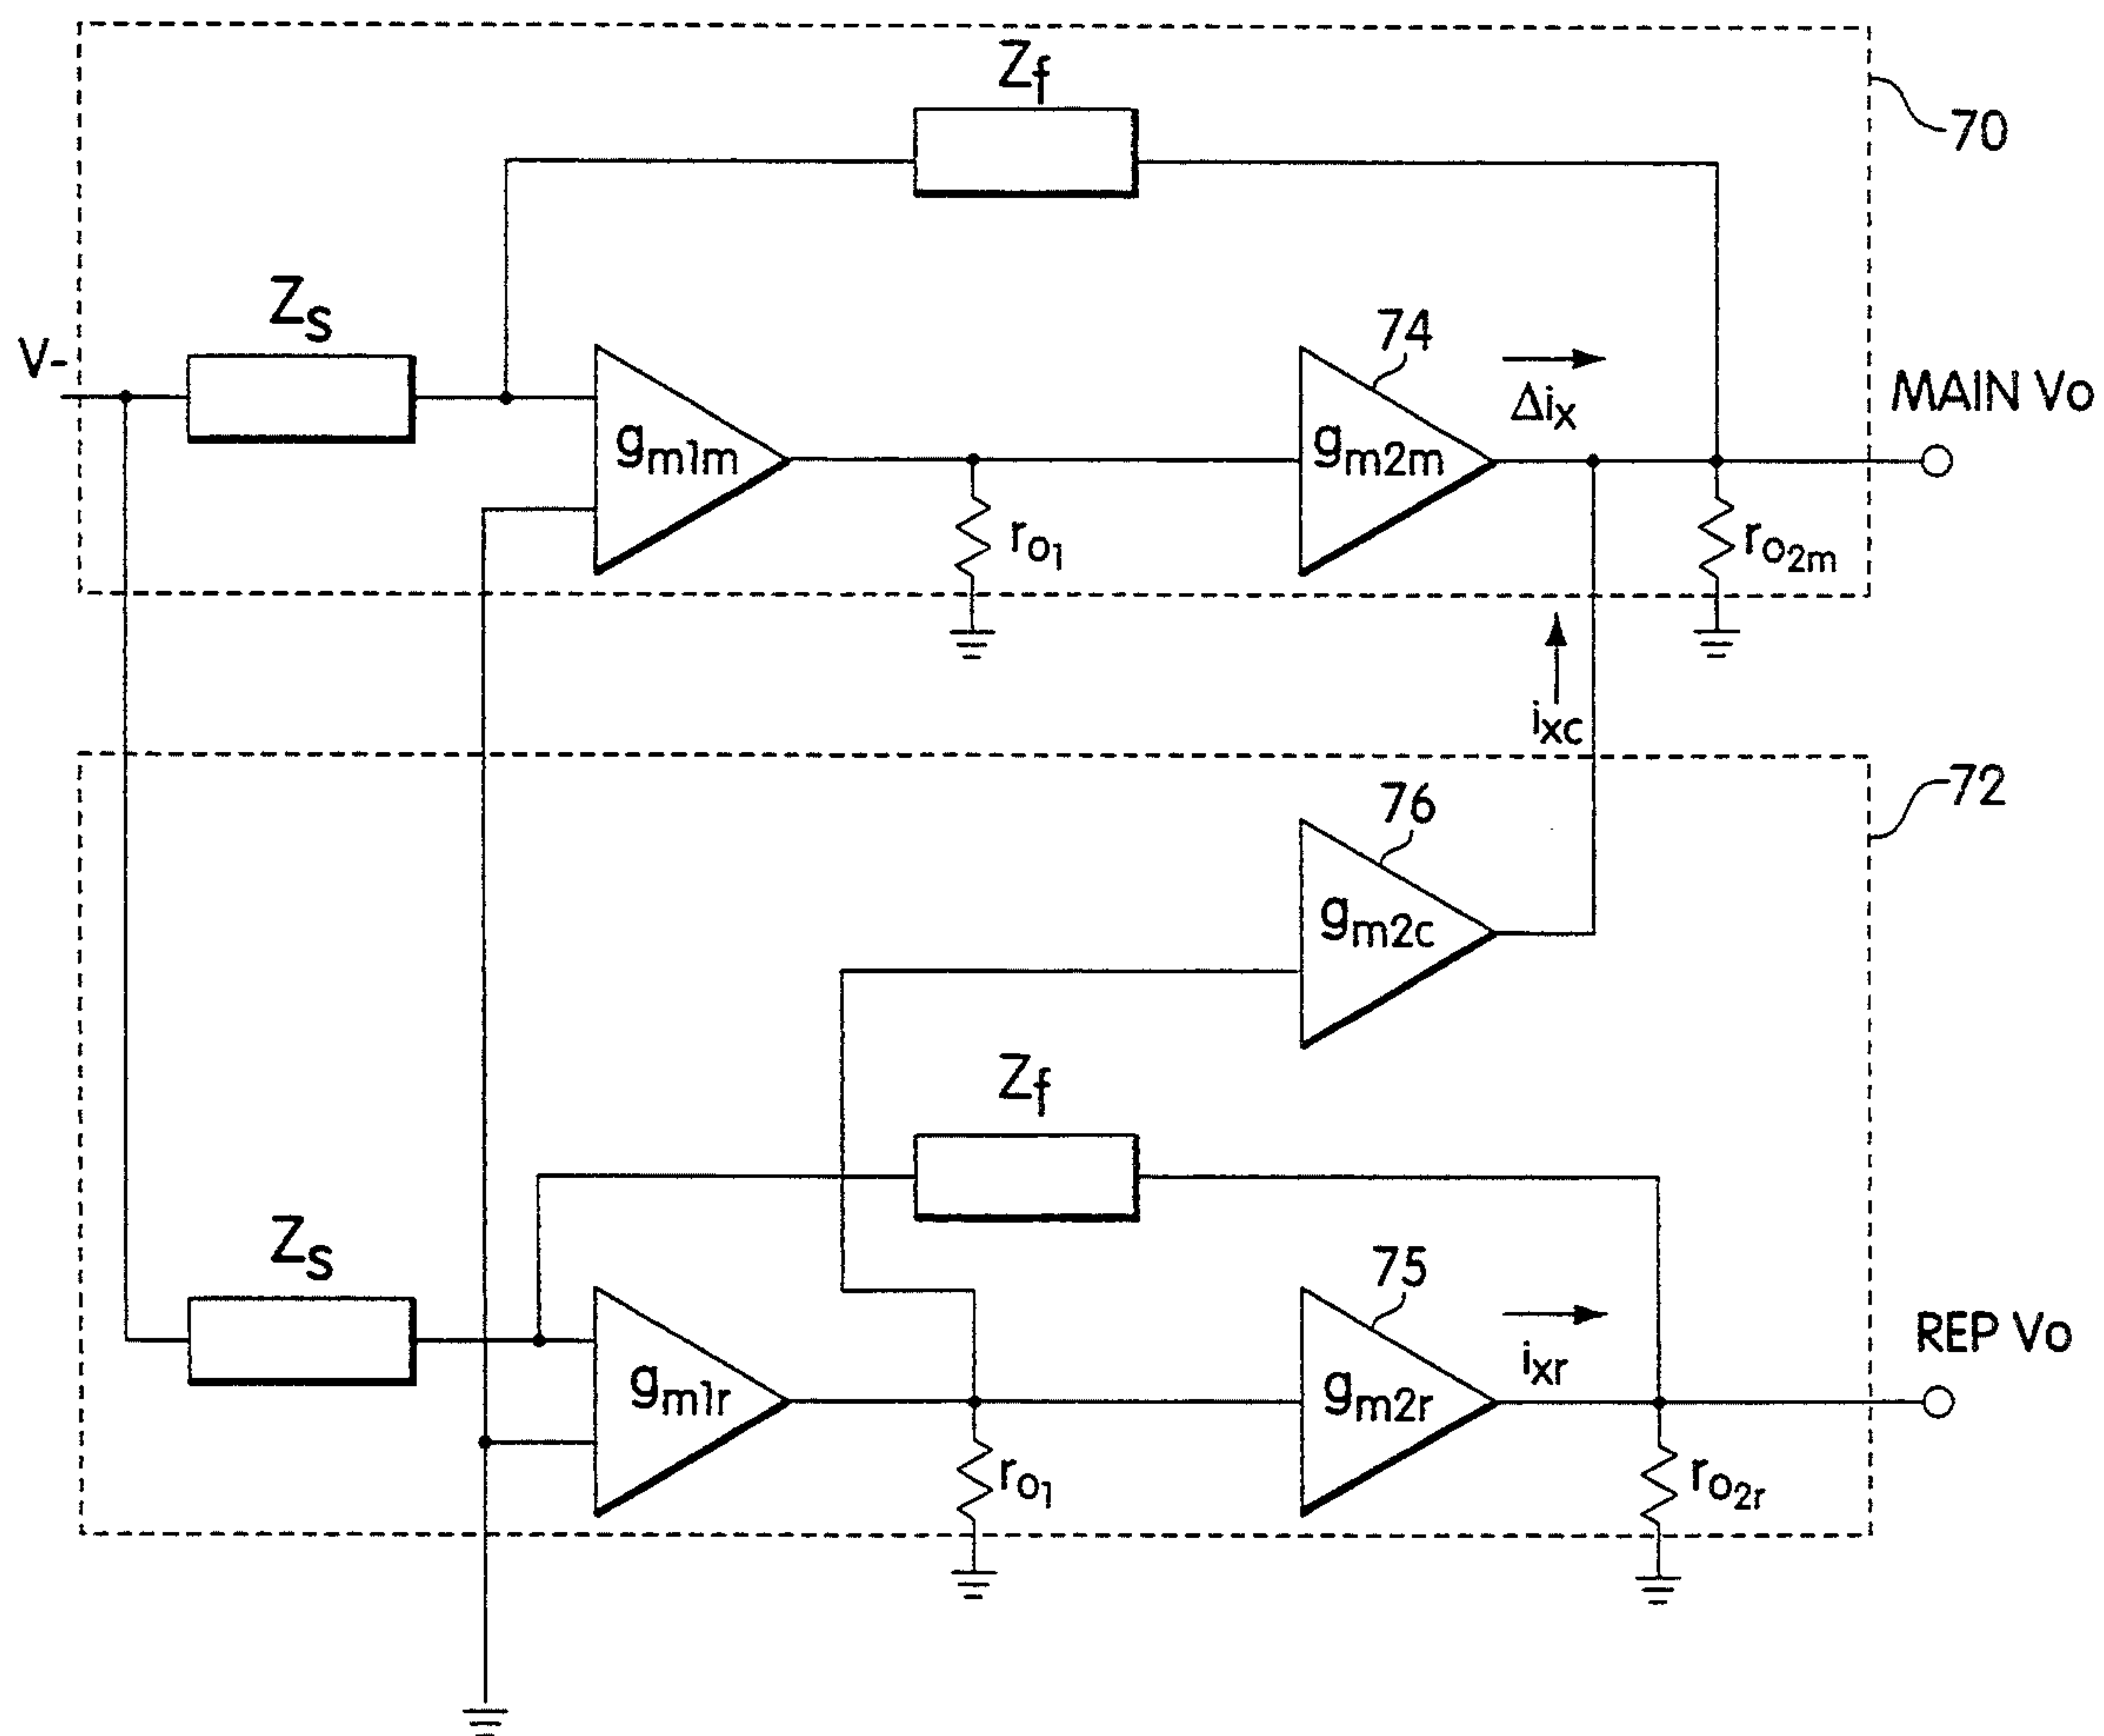 Zf
70
Zs
V-
74
Δix
MAIN Vo
gm1m
gm2m
ro1
ro2m
ixc
72
76
gm2c
Zf
Zs
75
ixr
REP Vo
gm1r
gm2r
ro1
ro2r